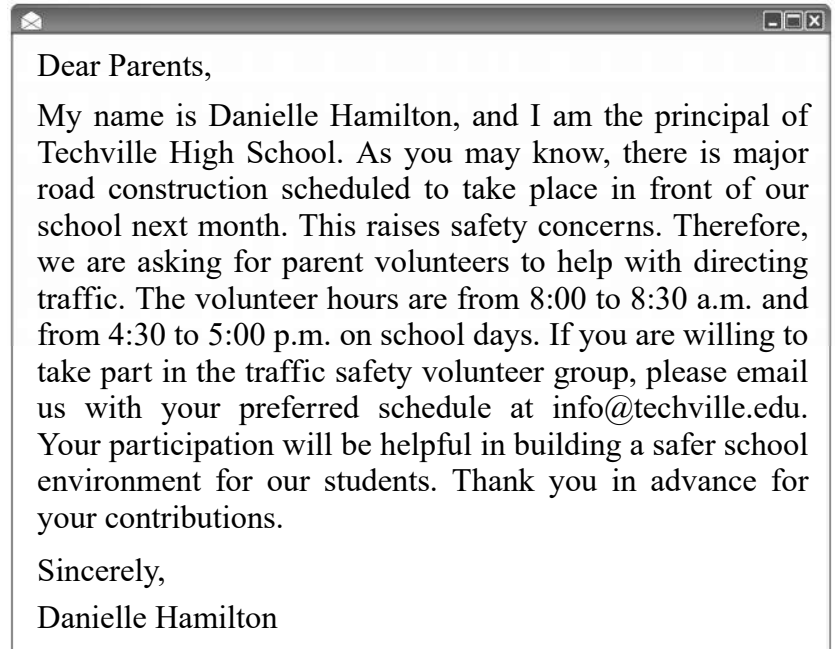 Dear Parents,
My name is Danielle Hamilton, and I am the principal of
Techville High School. As you may know, there is major
road construction scheduled to take place in front of our
school next month. This raises safety concerns. Therefore,
we are asking for parent volunteers to help with directing
traffic. The volunteer hours are from 8:00 to 8:30 a.m. and
from 4:30 to 5:00 p.m. on school days. If you are willing to
take part in the traffic safety volunteer group, please email
us with your preferred schedule at info@techville.edu.
Your participation will be helpful in building a safer school
environment for our students. Thank you in advance for
your contributions.
Sincerely,
Danielle Hamilton